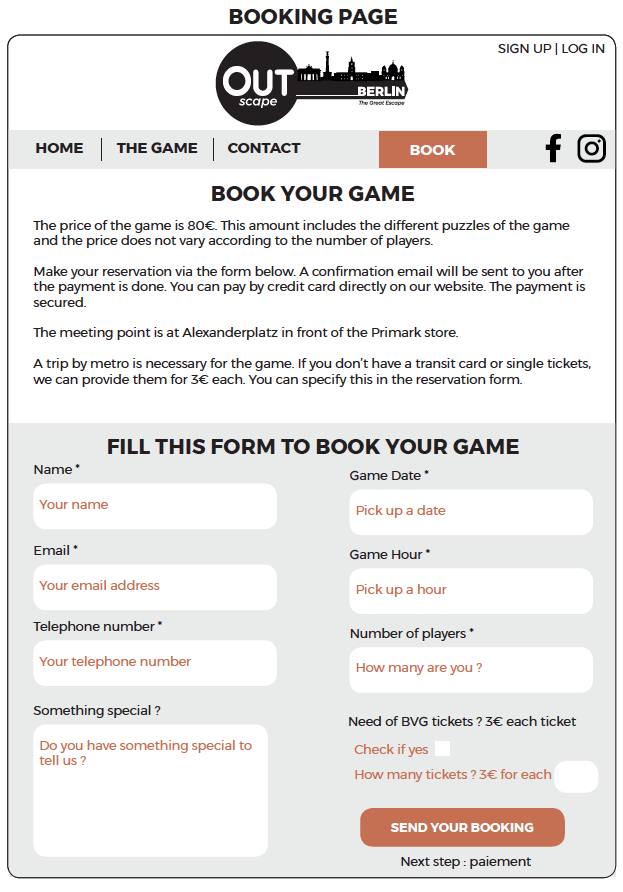 BOOKING PAGE
SIGN UP | LOG IN
OUT
scape
BERLIN
The Great Escape
HOME
THE GAME
CONTACT
BOOK
BOOK YOUR GAME
The price of the game is 80€. This amount includes the different puzzles of the game
and the price does not vary according to the number of players.
Make your reservation via the form below. A confirmation email will be sent to you after
the payment is done. You can pay by credit card directly on our website. The payment is
secured.
The meeting point is at Alexanderplatz in front of the Primark store.
A trip by metro is necessary for the game. If you don't have a transit card or single tickets,
we can provide them for 3€ each. You can specify this in the reservation form.
FILL THIS FORM TO BOOK YOUR GAME
Name *
Your name
Email *
Your email address
Telephone number *
Your telephone number
Something special ?
Do you have something special to
tell us ?
Game Date *
Pick up a date
Game Hour *
Pick up a hour
Number of players *
How many are you ?
Need of BVG tickets ? 3€ each ticket
Check if yes
How many tickets ? 3€ for each
SEND YOUR BOOKING
Next step : paiement